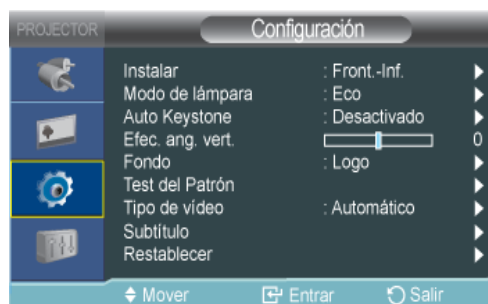 PROJECTOR
Configuración
Instalar : Front.-Inf.
Modo de lámpara : Eco
Auto Keystone : Desactivado
Efec. ang. vert. 0
Fondo : Logo
Test del Patrón
Tipo de vídeo : Automático
Subtítulo
Restablecer
Mover Entrar Salir